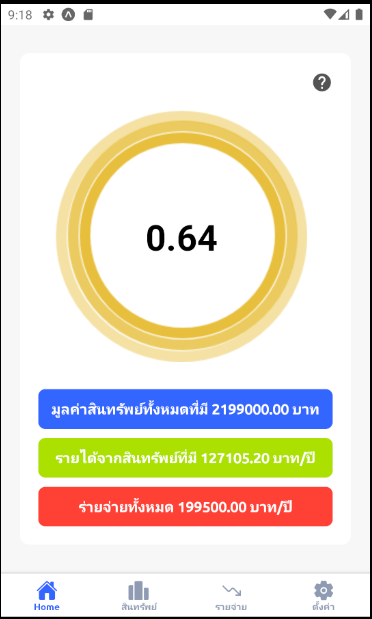 9:18
0.64
มูลค่าสินทรัพย์ทั้งหมดที่มี 2199000.00 บาท
รายได้จากสินทรัพย์ที่มี 127105.20 บาท/ปี
ร่ายจ่ายทั้งหมด 199500.00 บาท/ปี
Home
สินทรัพย์
รายจ่าย
ตั้งค่า